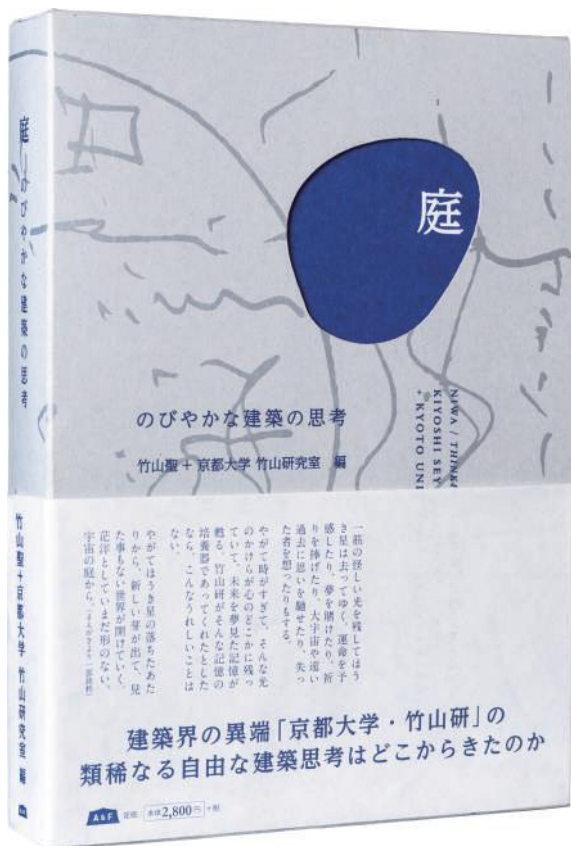 庭
のびやかな建築の思考
竹山聖+京都大学 竹山研究室 編
NIWA / THINK
KIYOSHI SEY
+ KYOTO UNI
庭
のびやかな建築の思考
竹山聖+京都大学 竹山研究室 編
一筋の怪しい光を残してほう
き星は去ってゆく。運命を予
感したり、夢を賭けたり、祈
りを捧げたり、大宇宙や遠い
過去に思いを馳せたり、失っ
た者を想ったりもする。
やがて時がすぎて、そんな光
のかけらが心のどこかに残っ
ていて、未来を夢見た記憶が
甦る。竹山研がそんな記憶の
培養器であってくれたとした
なら、こんなうれしいことは
ない。
やがてほうき星の落ちたあた
りから、新しい芽が出て、見
た事もない世界が開けていく。
茫洋としていまだ形のない、
宇宙の庭から。
竹山聖+京都大学 竹山研究室 編
建築界の異端「京都大学・竹山研」の
類稀なる自由な建築思考はどこからきたのか
A&F 定価 本体2,800円+税
A&F